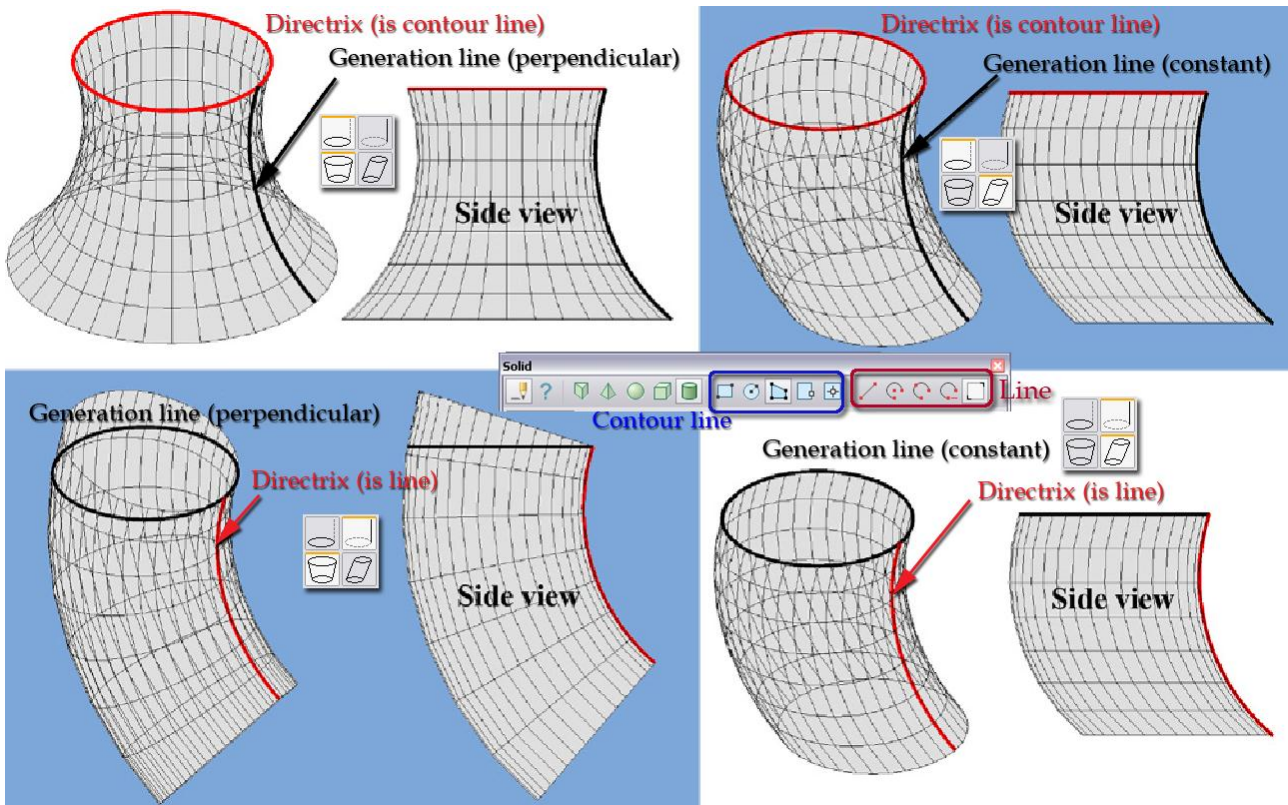 Directrix (is contour line)
Generation line (perpendicular)
Side view
Directrix (is contour line)
Generation line (constant)
Side view
Solid
Contour line
Line
Generation line (perpendicular)
Directrix (is line)
Side view
Generation line (constant)
Directrix (is line)
Side view